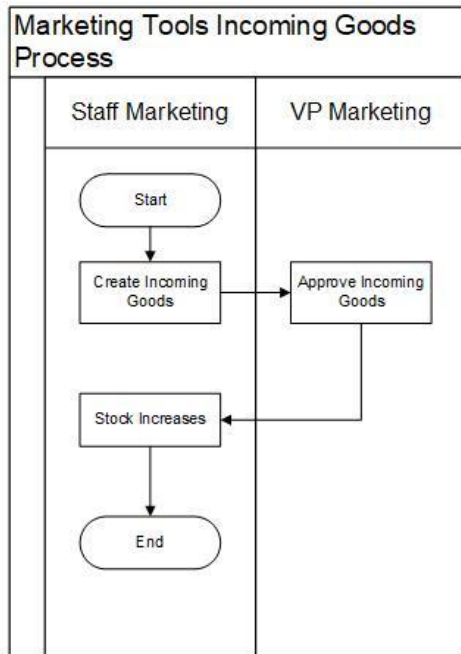 Marketing Tools Incoming Goods
Process
Staff Marketing
VP Marketing
Start
Create Incoming
Goods
Approve Incoming
Goods
Stock Increases
End